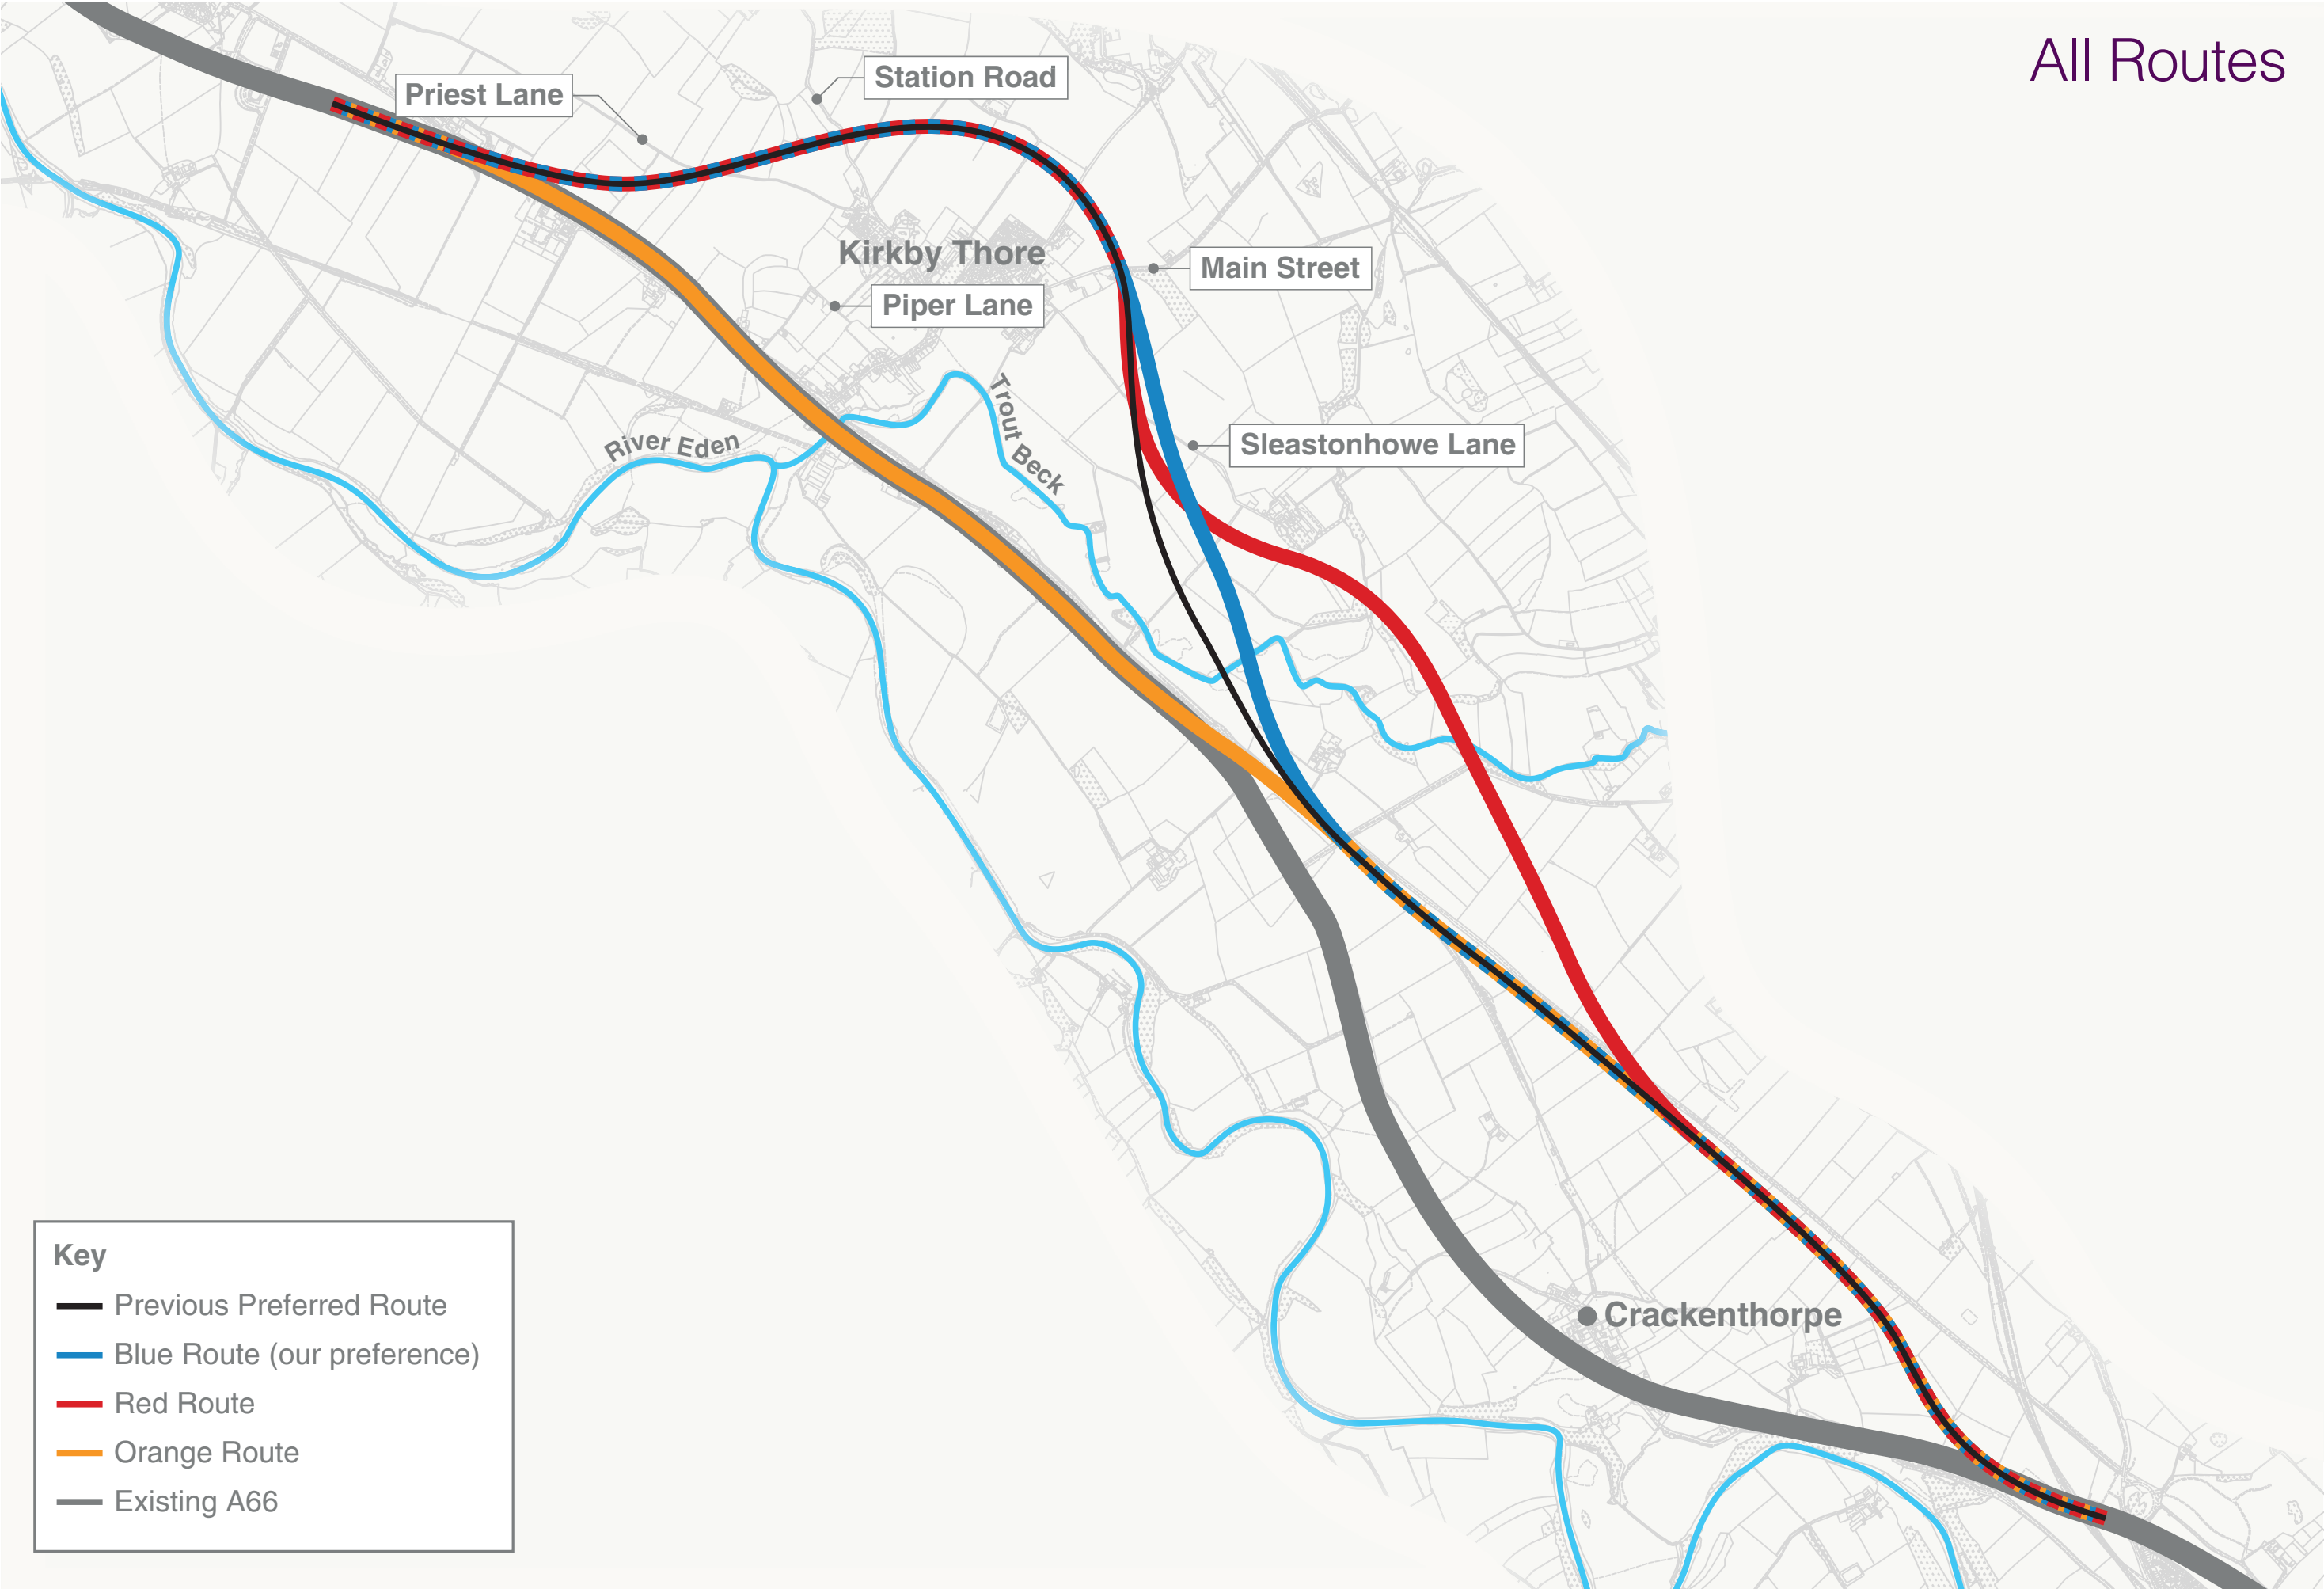 All Routes
Station Road
Priest Lane
Kirkby Thore
Main Street
Piper Lane
Trout Beck
River Eden
Sleastonhowe Lane
Crackenthorpe
Key
Previous Preferred Route
Blue Route (our preference)
Red Route
Orange Route
Existing A66